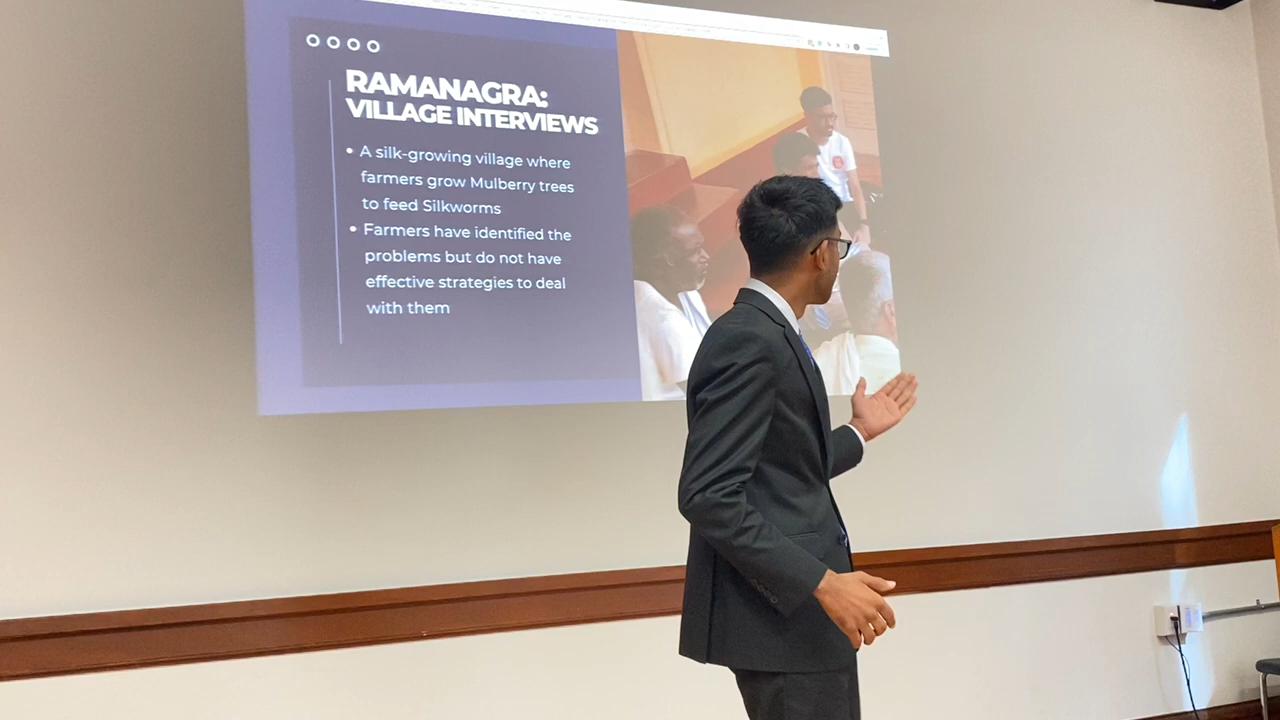 RAMANAGRA:
VILLAGE INTERVIEWS
• A silk-growing village where
farmers grow Mulberry trees
to feed Silkworms
• Farmers have identified the
problems but do not have
effective strategies to deal
with them